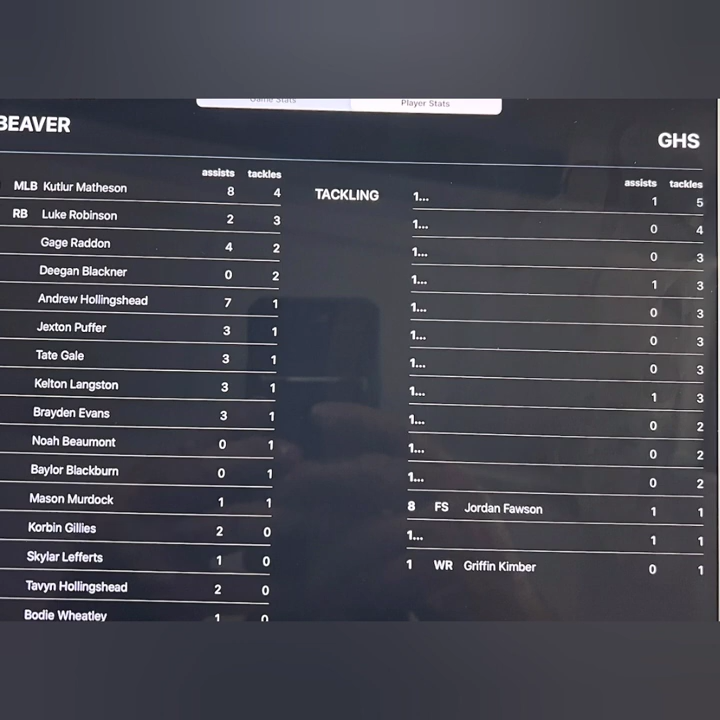 Game Stats Player Stats
BEAVER GHS
assists tackles TACKLING assists tackles
MLB Kutlur Matheson 8 4 1... 1 5
RB Luke Robinson 2 3 1... 0 4
Gage Raddon 4 2 1... 0 3
Deegan Blackner 0 2 1... 1 3
Andrew Hollingshead 7 1 1... 0 3
Jexton Puffer 3 1 1... 0 3
Tate Gale 3 1 1... 0 3
Kelton Langston 3 1 1... 1 3
Brayden Evans 3 1 1... 0 2
Noah Beaumont 0 1 1... 0 2
Baylor Blackburn 0 1 1... 0 2
Mason Murdock 1 1 8 FS Jordan Fawson 1 1
Korbin Gillies 2 0 1... 1 1
Skylar Lefferts 1 0 1 WR Griffin Kimber 0 1
Tavyn Hollingshead 2 0
Bodie Wheatley 1 0